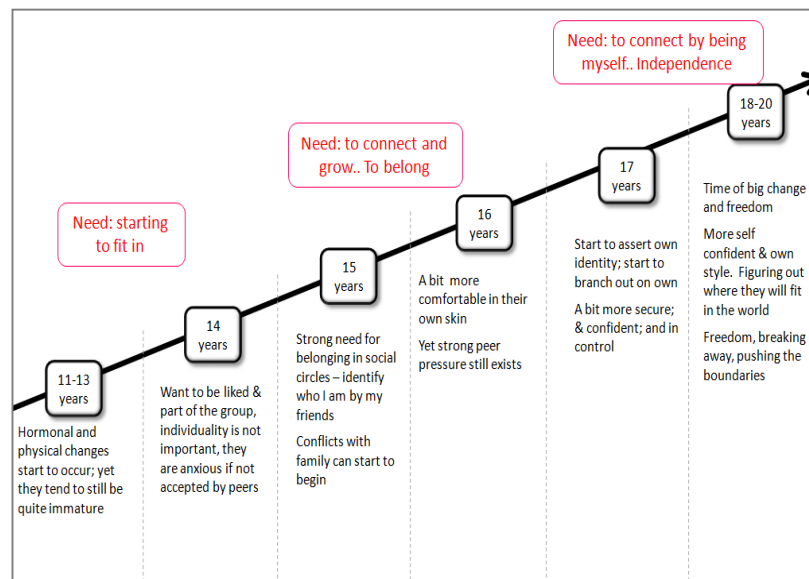 Need: to connect by being
myself.. Independence
18-20
years
Need: to connect and
grow.. To belong
17
years
Time of big change
and freedom
More self
confident & own
style.  Figuring out
where they will fit
in the world
Freedom, breaking
away, pushing the
boundaries
Need: starting
to fit in
16
years
Start to assert own
identity; start to
branch out on own
A bit more secure;
& confident; and in
control
15
years
A bit  more
comfortable in their
own skin
Yet strong peer
pressure still exists
14
years
Strong need for
belonging in social
circles – identify
who I am by my
friends
Conflicts with
family can start to
begin
11-13
years
Want to be liked &
part of the group,
individuality is not
important, they
are anxious if not
accepted by peers
Hormonal and
physical changes
start to occur; yet
they tend to still be
quite immature